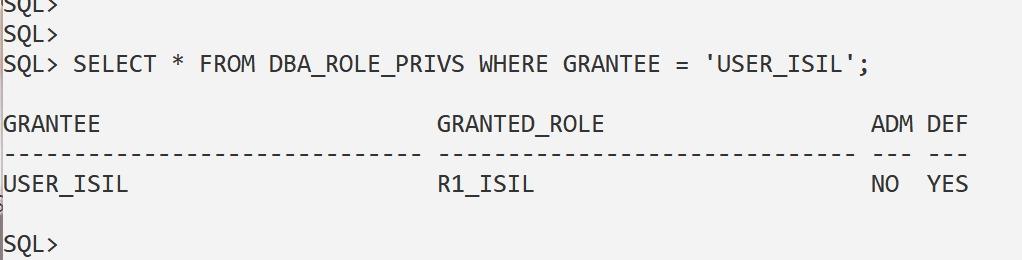 SQL>
SQL>
SQL> SELECT * FROM DBA_ROLE_PRIVS WHERE GRANTEE = 'USER_ISIL';
GRANTEE                        GRANTED_ROLE                   ADM DEF
------------------------------ ------------------------------ --- ---
USER_ISIL                      R1_ISIL                        NO  YES
SQL>